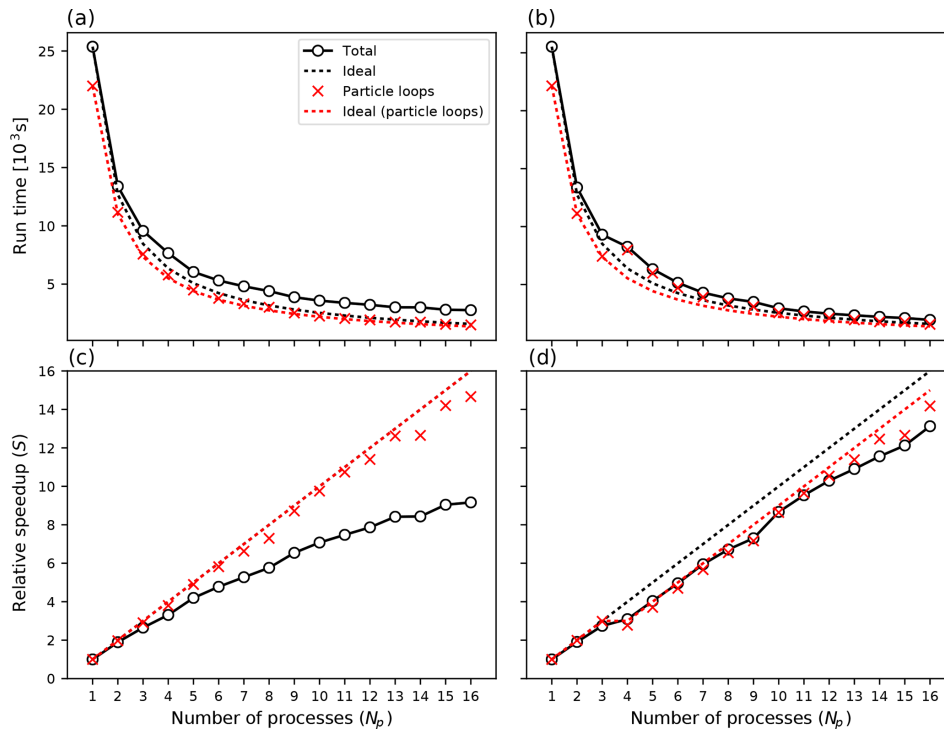 (a)
(b)
25
20
15
10
5
Run time [10³s]
Total
Ideal
Particle loops
Ideal (particle loops)
(c)
(d)
16
14
12
10
8
6
4
2
0
Relative speedup (S)
1 2 3 4 5 6 7 8 9 10 11 12 13 14 15 16
1 2 3 4 5 6 7 8 9 10 11 12 13 14 15 16
Number of processes (Nₚ)
Number of processes (Nₚ)